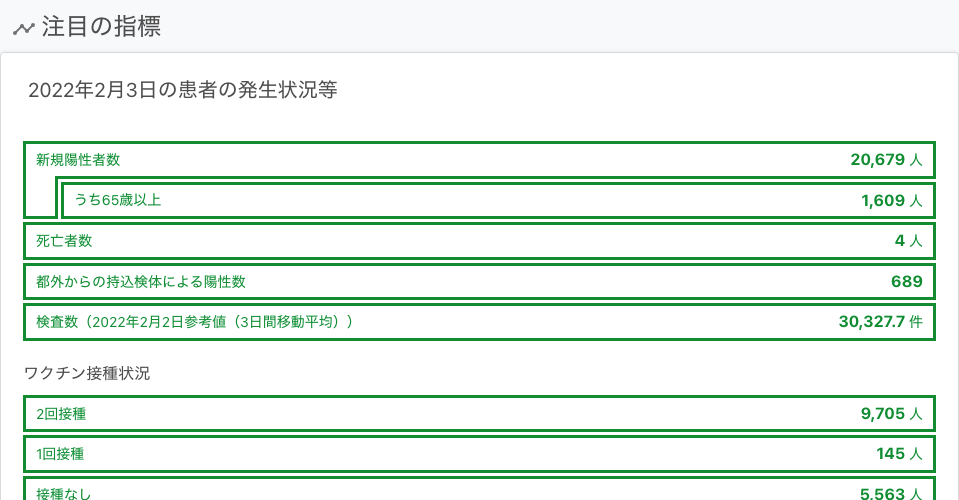 注目の指標
2022年2月3日の患者の発生状況等
新規陽性者数 20,679 人
うち65歳以上 1,609 人
死亡者数 4 人
都外からの持込検体による陽性数 689
検査数（2022年2月2日参考値（3日間移動平均）） 30,327.7 件
ワクチン接種状況
2回接種 9,705 人
1回接種 145 人
接種なし 5,563 人